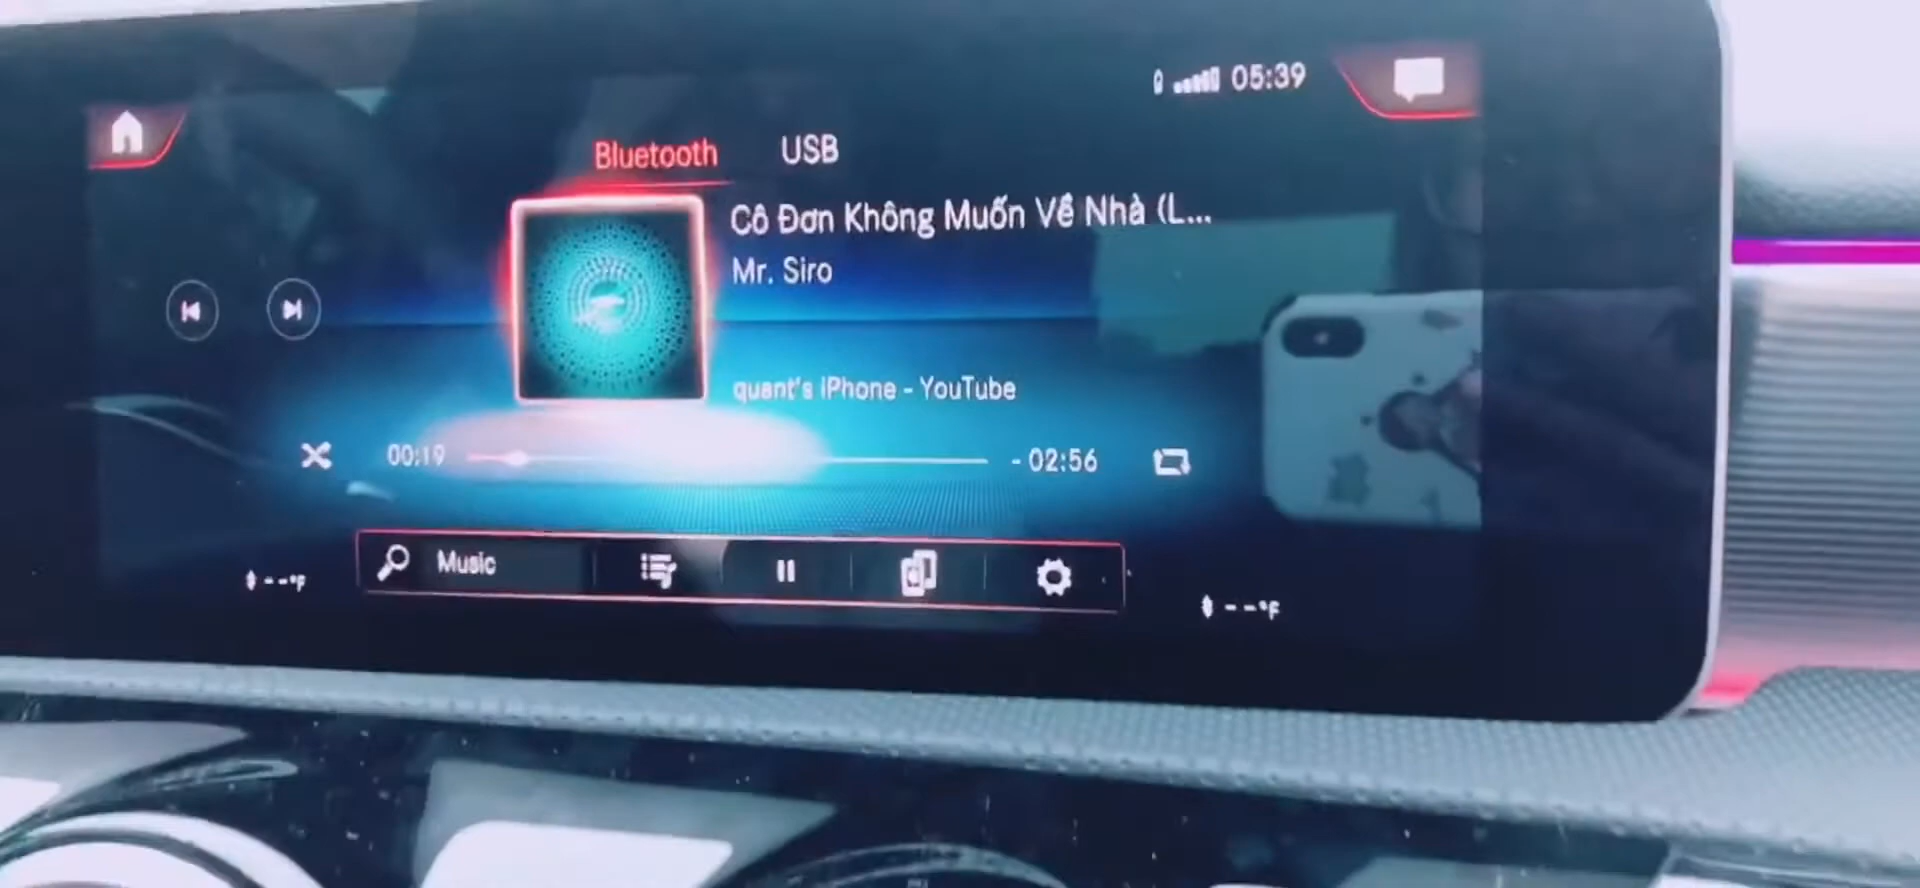 05:39
Bluetooth USB
Cô Đơn Không Muốn Về Nhà (L...
Mr. Siro
quant's iPhone - YouTube
00:19 - 02:56
Music
--°F --°F